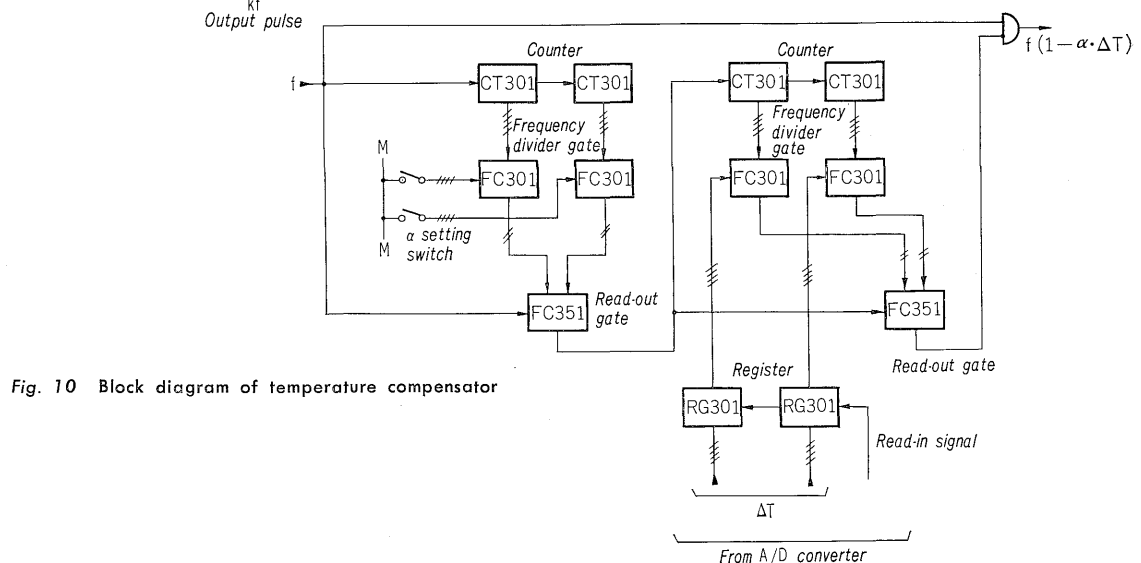 Kf
Output pulse
f(1-α·ΔT)
Counter
Counter
f
CT301
CT301
CT301
CT301
Frequency
divider gate
Frequency
divider
gate
M
FC301
FC301
FC301
FC301
α setting
switch
M
FC351
Read-out
gate
FC351
Read-out gate
Fig. 10 Block diagram of temperature compensator
Register
RG301
RG301
Read-in signal
ΔT
From A/D converter